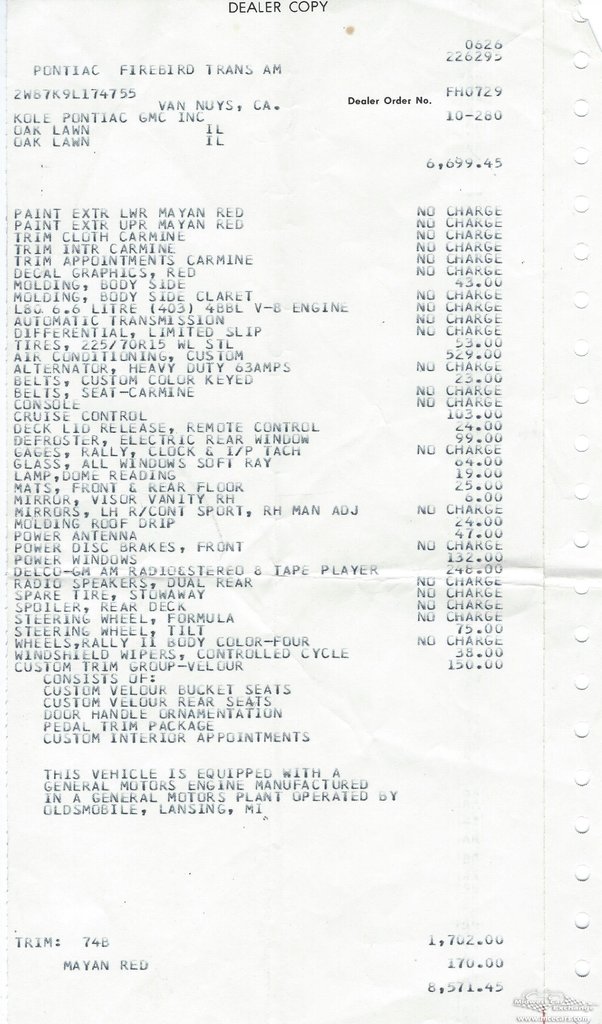 DEALER COPY
0626
226295
PONTIAC FIREBIRD TRANS AM
2W87K9L174755 FH0729
VAN NUYS, CA. Dealer Order No.
KOLE PONTIAC GMC INC 10-280
OAK LAWN IL
OAK LAWN IL
6,699.45
PAINT EXTR LWR MAYAN RED NO CHARGE
PAINT EXTR UPR MAYAN RED NO CHARGE
TRIM CLOTH CARMINE NO CHARGE
TRIM INTR CARMINE NO CHARGE
TRIM APPOINTMENTS CARMINE NO CHARGE
DECAL GRAPHICS, RED NO CHARGE
MOLDING, BODY SIDE 43.00
MOLDING, BODY SIDE CLARET NO CHARGE
L80 6.6 LITRE (403) 4BBL V-8 ENGINE NO CHARGE
AUTOMATIC TRANSMISSION NO CHARGE
DIFFERENTIAL, LIMITED SLIP NO CHARGE
TIRES, 225/70R15 WL STL 53.00
AIR CONDITIONING, CUSTOM 529.00
ALTERNATOR, HEAVY DUTY 63AMPS NO CHARGE
BELTS, CUSTOM COLOR KEYED 23.00
BELTS, SEAT-CARMINE NO CHARGE
CONSOLE NO CHARGE
CRUISE CONTROL 103.00
DECK LID RELEASE, REMOTE CONTROL 24.00
DEFROSTER, ELECTRIC REAR WINDOW 99.00
GAGES, RALLY, CLOCK & I/P TACH NO CHARGE
GLASS, ALL WINDOWS SOFT RAY 64.00
LAMP,DOME READING 19.00
MATS, FRONT & REAR FLOOR 25.00
MIRROR, VISOR VANITY RH 6.00
MIRRORS, LH R/CONT SPORT, RH MAN ADJ NO CHARGE
MOLDING ROOF DRIP 24.00
POWER ANTENNA 47.00
POWER DISC BRAKES, FRONT NO CHARGE
POWER WINDOWS 132.00
DELCO-GM AM RADIO&STEREO 8 TAPE PLAYER 248.00
RADIO SPEAKERS, DUAL REAR NO CHARGE
SPARE TIRE, STOWAWAY NO CHARGE
SPOILER, REAR DECK NO CHARGE
STEERING WHEEL, FORMULA NO CHARGE
STEERING WHEEL, TILT 75.00
WHEELS,RALLY II BODY COLOR-FOUR NO CHARGE
WINDSHIELD WIPERS, CONTROLLED CYCLE 38.00
CUSTOM TRIM GROUP-VELOUR 150.00
CONSISTS OF:
CUSTOM VELOUR BUCKET SEATS
CUSTOM VELOUR REAR SEATS
DOOR HANDLE ORNAMENTATION
PEDAL TRIM PACKAGE
CUSTOM INTERIOR APPOINTMENTS
THIS VEHICLE IS EQUIPPED WITH A
GENERAL MOTORS ENGINE MANUFACTURED
IN A GENERAL MOTORS PLANT OPERATED BY
OLDSMOBILE, LANSING, MI.
TRIM: 74B 1,702.00
MAYAN RED 170.00
8,571.45
www.mcecars.com